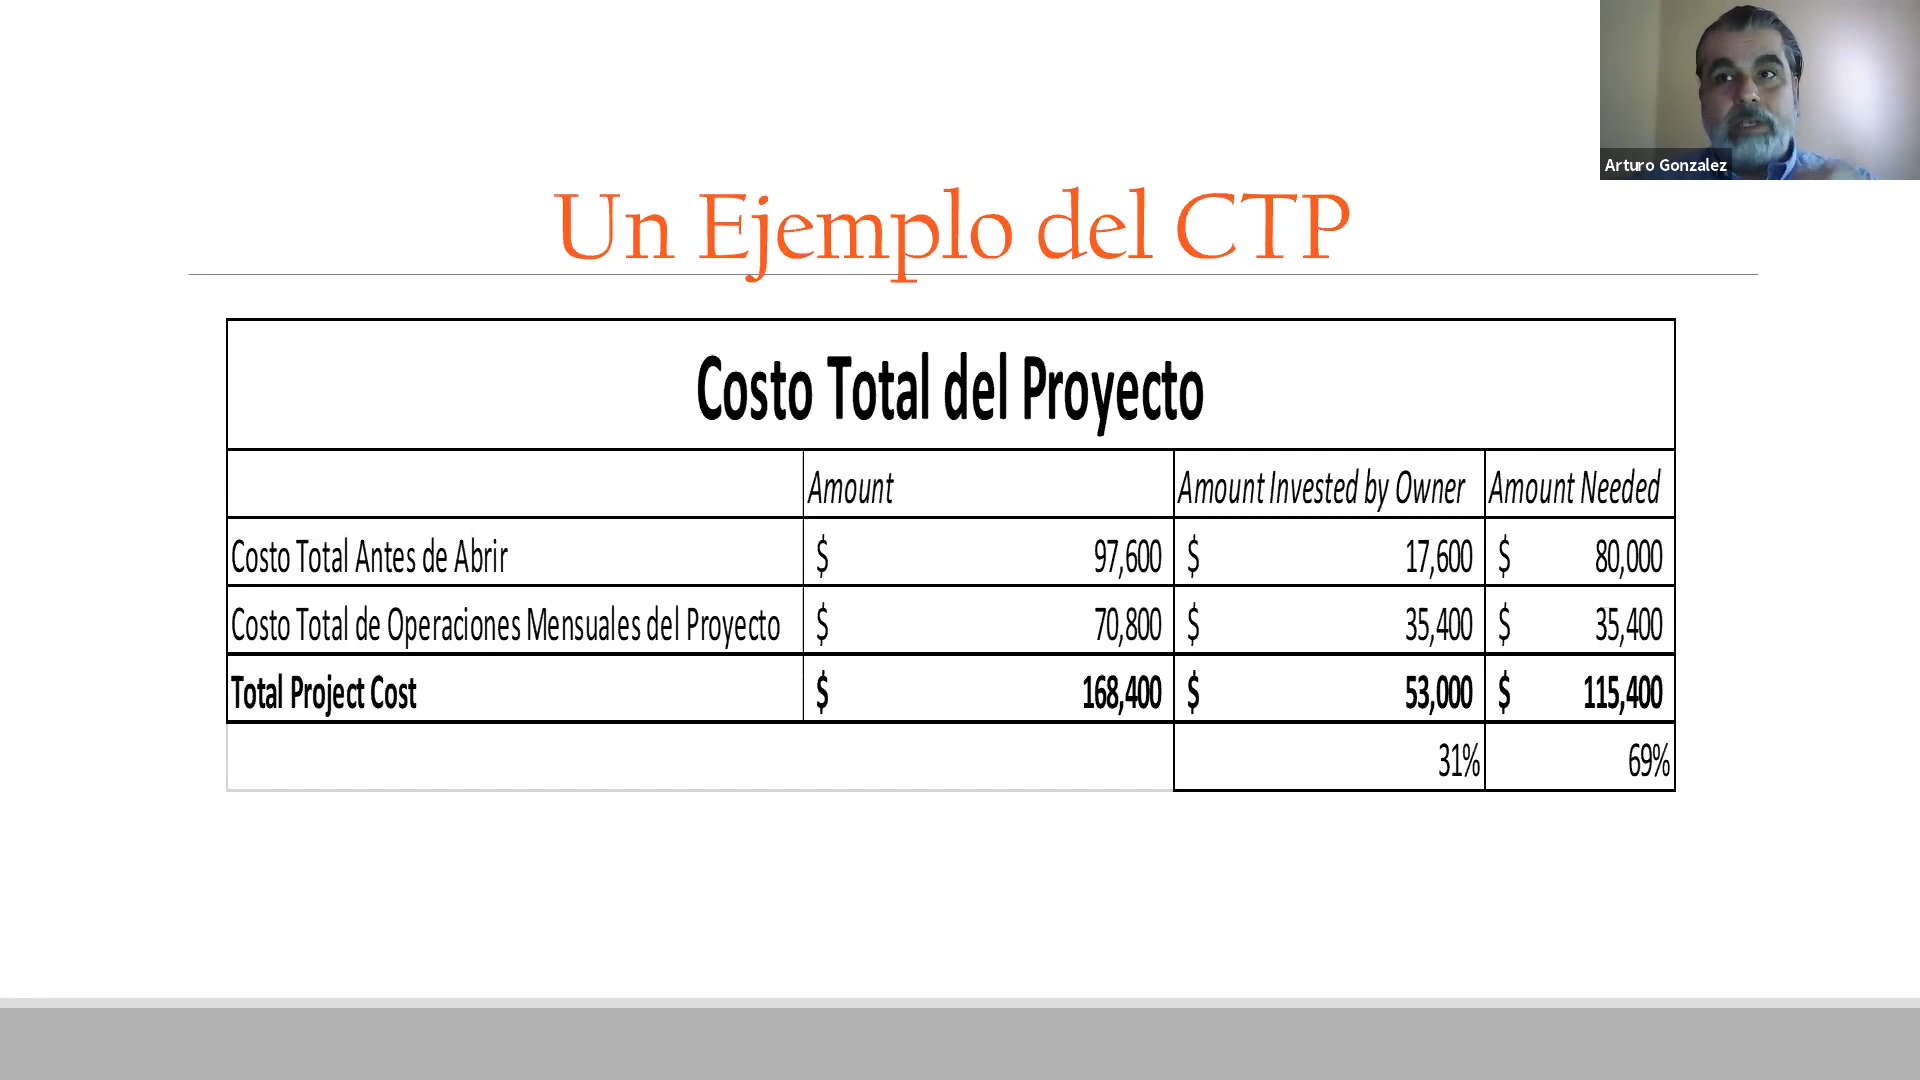 Arturo Gonzalez
Un Ejemplo del CTP
Costo Total del Proyecto
Amount Amount Invested by Owner Amount Needed
Costo Total Antes de Abrir $ 97,600 $ 17,600 $ 80,000
Costo Total de Operaciones Mensuales del Proyecto $ 70,800 $ 35,400 $ 35,400
Total Project Cost $ 168,400 $ 53,000 $ 115,400
31% 69%